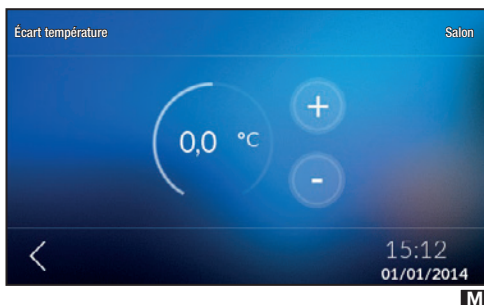 Écart température Salon
0,0 °C
+
-
15:12
01/01/2014
M